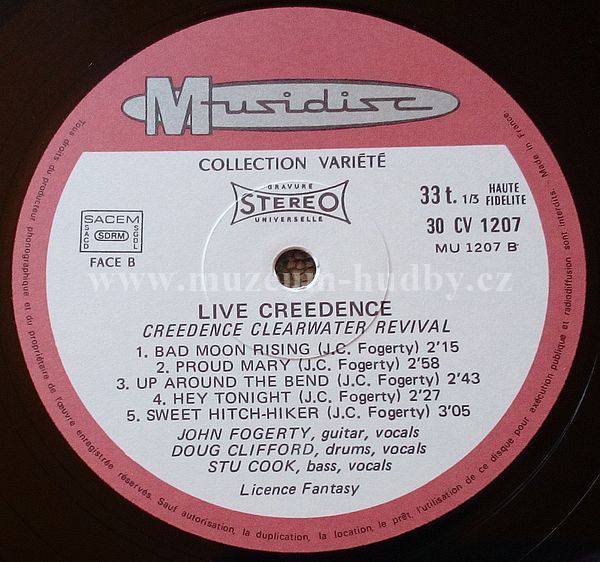 Musidisc
COLLECTION VARIÉTÉ
GRAVURE
STEREO
UNIVERSELLE
33 t. 1/3 HAUTE FIDELITE
30 CV 1207
MU 1207 B
SACEM
SACD SDRM SGDL
FACE B
www.muzeum-hudby.cz
LIVE CREEDENCE
CREEDENCE CLEARWATER REVIVAL
1. BAD MOON RISING (J.C. Fogerty) 2'15
2. PROUD MARY (J.C. Fogerty) 2'58
3. UP AROUND THE BEND (J.C. Fogerty) 2'43
4. HEY TONIGHT (J.C. Fogerty) 2'27
5. SWEET HITCH-HIKER (J.C. Fogerty) 3'05
JOHN FOGERTY, guitar, vocals
DOUG CLIFFORD, drums, vocals
STU COOK, bass, vocals
Licence Fantasy
Tous droits du producteur phonographique et du propriétaire de l'œuvre enregistrée réservés. Sauf autorisation, la duplication, la location, le prêt, l'utilisation de ce disque pour exécution publique et radiodiffusion sont interdits - Made in France.